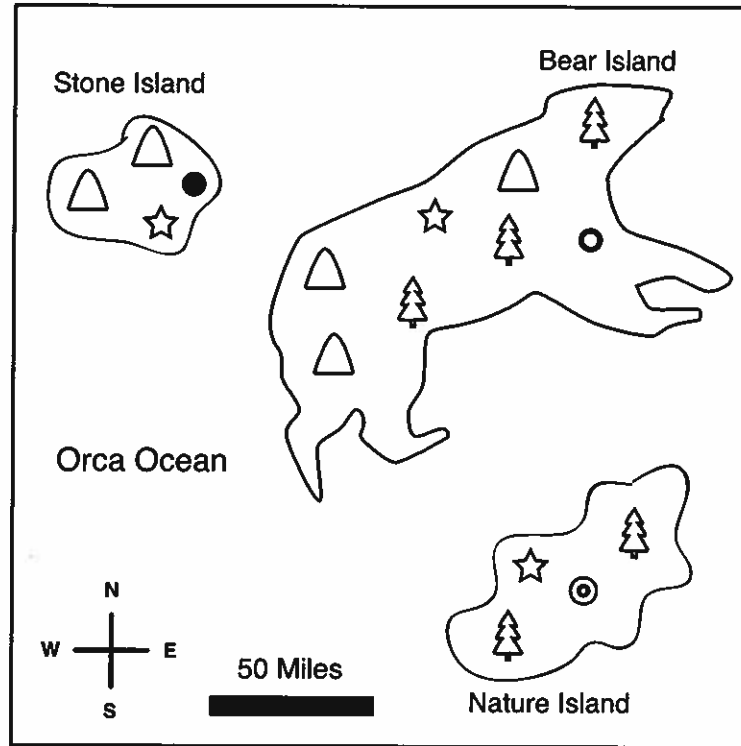 Stone Island
Bear Island
Orca Ocean
N
W E
S
50 Miles
Nature Island